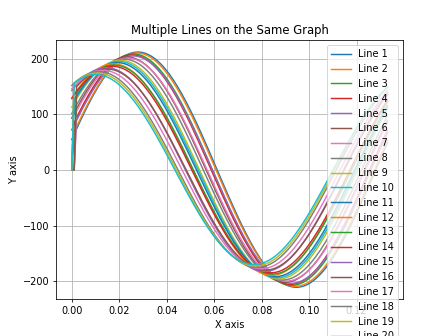 Multiple Lines on the Same Graph
Y axis
200
100
0
−100
−200
0.00
0.02
0.04
0.06
0.08
0.10
X axis
Line 1
Line 2
Line 3
Line 4
Line 5
Line 6
Line 7
Line 8
Line 9
Line 10
Line 11
Line 12
Line 13
Line 14
Line 15
Line 16
Line 17
Line 18
Line 19
Line 20